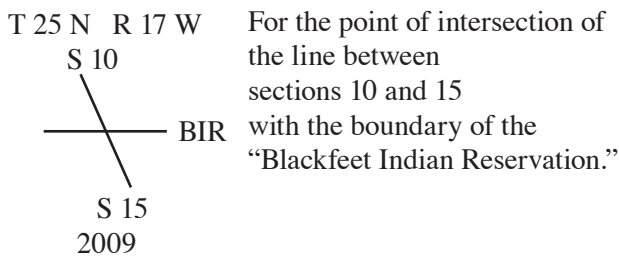 T 25 N R 17 W
S 10
BIR
S 15
2009
For the point of intersection of
the line between
sections 10 and 15
with the boundary of the
“Blackfeet Indian Reservation.”